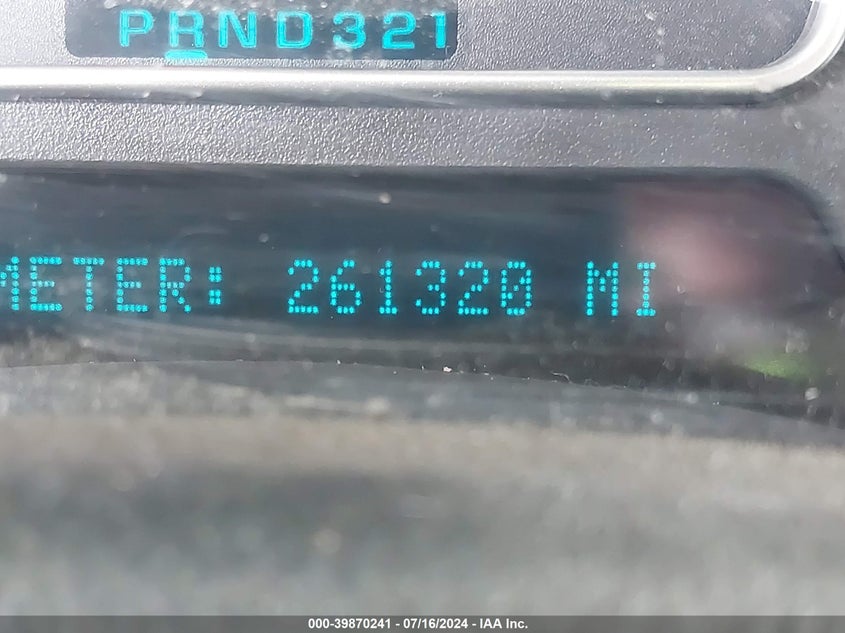 PRND321
METER: 261320 MI
000-39870241 - 07/16/2024 - IAA Inc.